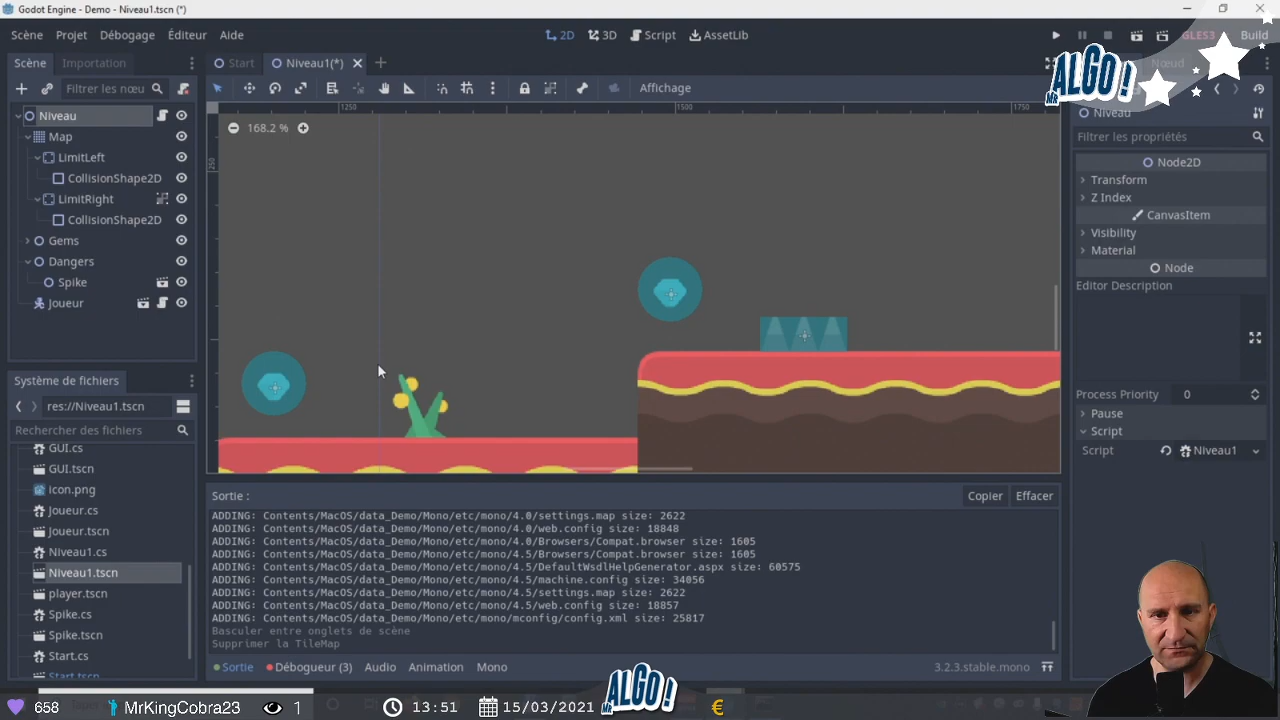 Godot Engine - Demo - Niveau1.tscn (*)
Scène Projet Débogage Éditeur Aide
2D 3D Script AssetLib
GLES3 Build
Scène Importation
Start Niveau1(*)
Nœud
Mr ALGO !
Filtrer les nœu
Affichage
Niveau
Map
LimitLeft
CollisionShape2D
LimitRight
CollisionShape2D
Gems
Dangers
Spike
Joueur
1250 1500 1750
250
168.2 %
Niveau
Filtrer les propriétés
Node2D
Transform
Z Index
CanvasItem
Visibility
Material
Node
Editor Description
Process Priority 0
Pause
Script
Script Niveau1
Système de fichiers
res://Niveau1.tscn
Rechercher des fichiers
GUI.cs
GUI.tscn
icon.png
Joueur.cs
Joueur.tscn
Niveau1.cs
Niveau1.tscn
player.tscn
Spike.cs
Spike.tscn
Start.cs
Start.tscn
Sortie : Copier Effacer
ADDING: Contents/MacOS/data_Demo/Mono/etc/mono/4.0/settings.map size: 2622
ADDING: Contents/MacOS/data_Demo/Mono/etc/mono/4.0/web.config size: 18848
ADDING: Contents/MacOS/data_Demo/Mono/etc/mono/4.0/Browsers/Compat.browser size: 1605
ADDING: Contents/MacOS/data_Demo/Mono/etc/mono/4.5/Browsers/Compat.browser size: 1605
ADDING: Contents/MacOS/data_Demo/Mono/etc/mono/4.5/DefaultWsdlHelpGenerator.aspx size: 60575
ADDING: Contents/MacOS/data_Demo/Mono/etc/mono/4.5/machine.config size: 34056
ADDING: Contents/MacOS/data_Demo/Mono/etc/mono/4.5/settings.map size: 2622
ADDING: Contents/MacOS/data_Demo/Mono/etc/mono/4.5/web.config size: 18857
ADDING: Contents/MacOS/data_Demo/Mono/etc/mono/mconfig/config.xml size: 25817
Basculer entre onglets de scène
Supprimer la TileMap
Sortie Débogueur (3) Audio Animation Mono 3.2.3.stable.mono
658 MrKingCobra23 1 13:51 15/03/2021 Mr ALGO ! €